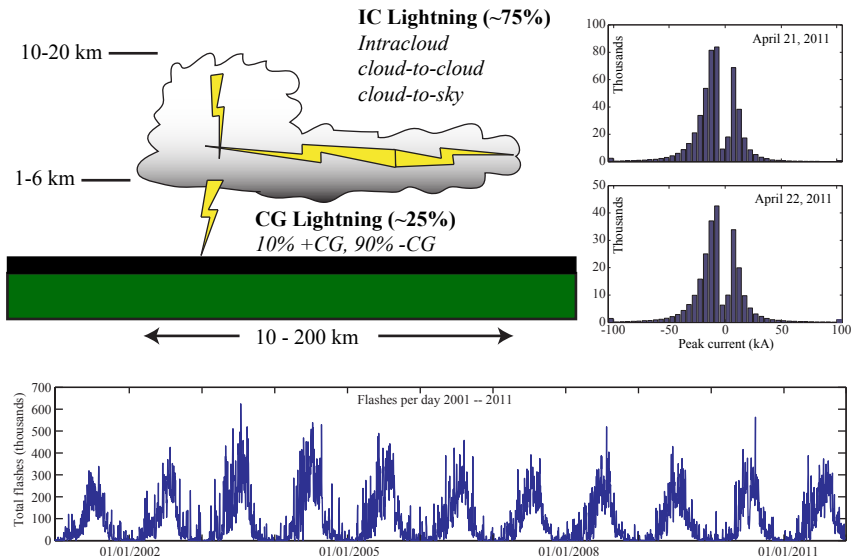 IC Lightning (~75%)
Intracloud
cloud-to-cloud
cloud-to-sky
10-20 km
1-6 km
CG Lightning (~25%)
10% +CG, 90% -CG
10 - 200 km
April 21, 2011
Thousands
100
80
60
40
20
0
April 22, 2011
Thousands
50
40
30
20
10
0
-100 -50 0 50 100
Peak current (kA)
Flashes per day 2001 -- 2011
Total flashes (thousands)
700
600
500
400
300
200
100
0
01/01/2002 01/01/2005 01/01/2008 01/01/2011